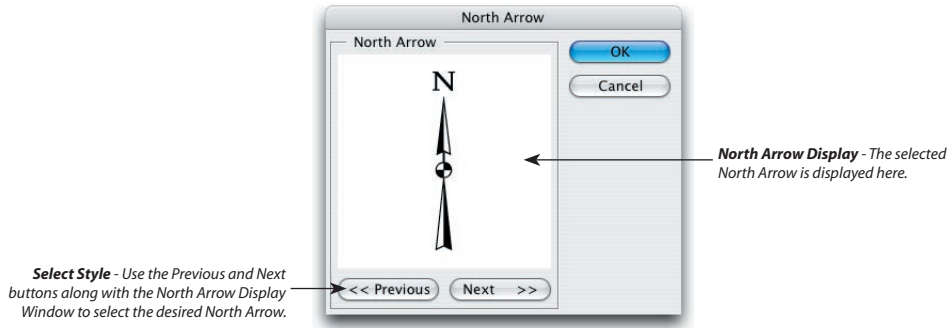 North Arrow
North Arrow
OK
Cancel
N
North Arrow Display - The selected
North Arrow is displayed here.
Select Style - Use the Previous and Next
buttons along with the North Arrow Display
Window to select the desired North Arrow.
<< Previous
Next >>